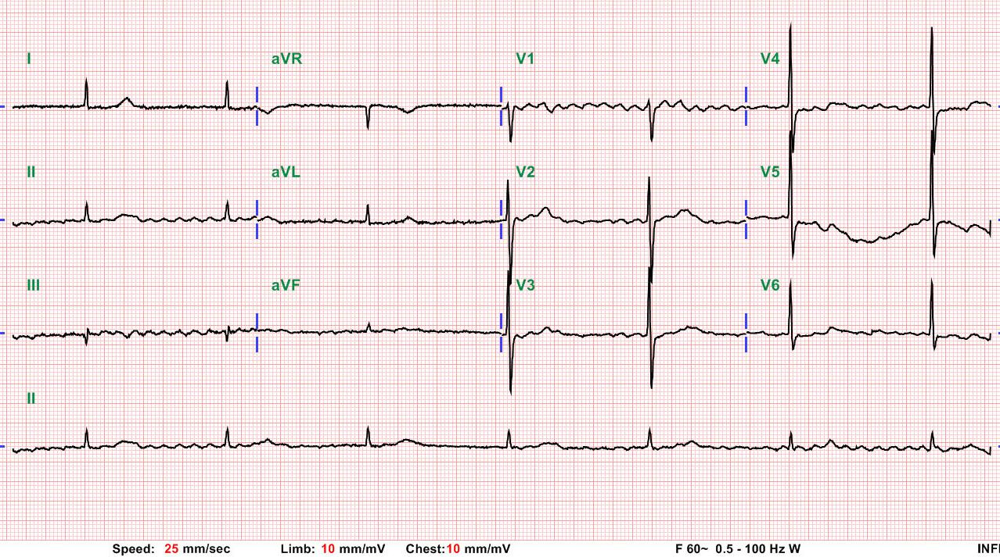 I aVR V1 V4
II aVL V2 V5
III aVF V3 V6
II
Speed: 25 mm/sec Limb: 10 mm/mV Chest:10 mm/mV F 60~ 0.5 - 100 Hz W INFI